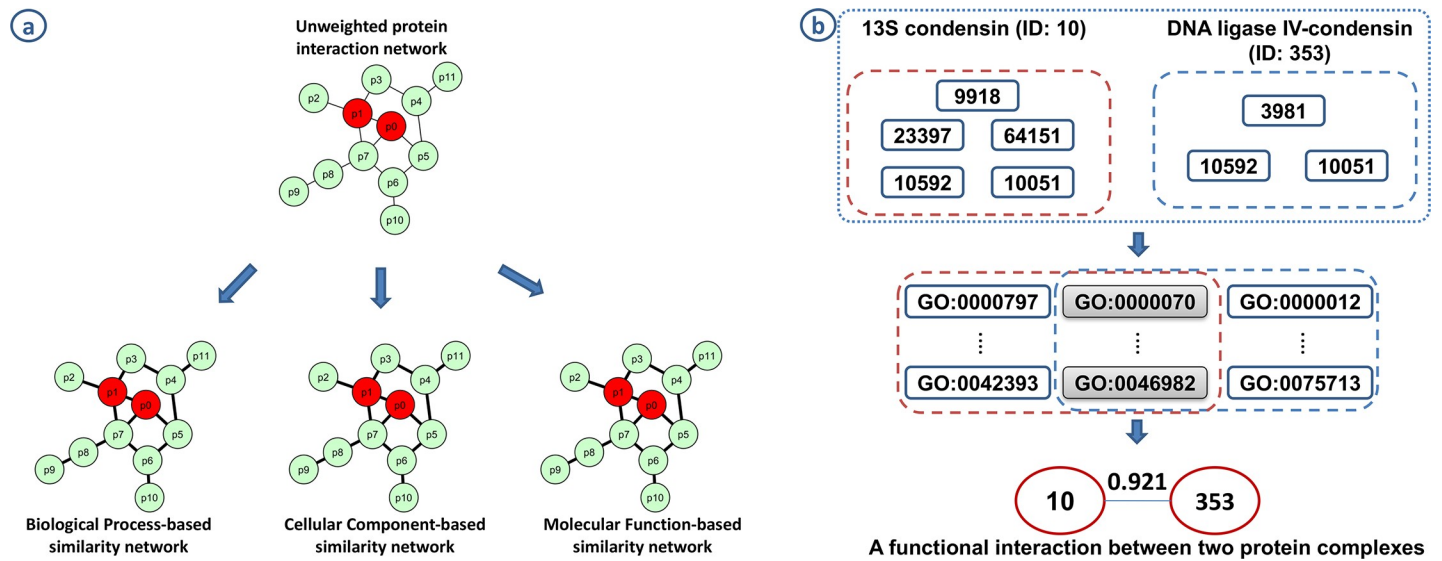 a
Unweighted protein
interaction network
p11
p3
p2
p4
p1
p0
p7
p5
p8
p6
p9
p10
p11
p3
p2
p4
p1
p0
p7
p5
p8
p6
p9
p10
Biological Process-based
similarity network
p11
p3
p2
p4
p1
p0
p7
p5
p8
p6
p9
p10
Cellular Component-based
similarity network
p11
p3
p2
p4
p1
p0
p7
p5
p8
p6
p9
p10
Molecular Function-based
similarity network
b
13S condensin (ID: 10)
9918
23397 64151
10592 10051
DNA ligase IV-condensin
(ID: 353)
3981
10592 10051
GO:0000797 GO:0000070 GO:0000012
GO:0042393 GO:0046982 GO:0075713
10 0.921 353
A functional interaction between two protein complexes